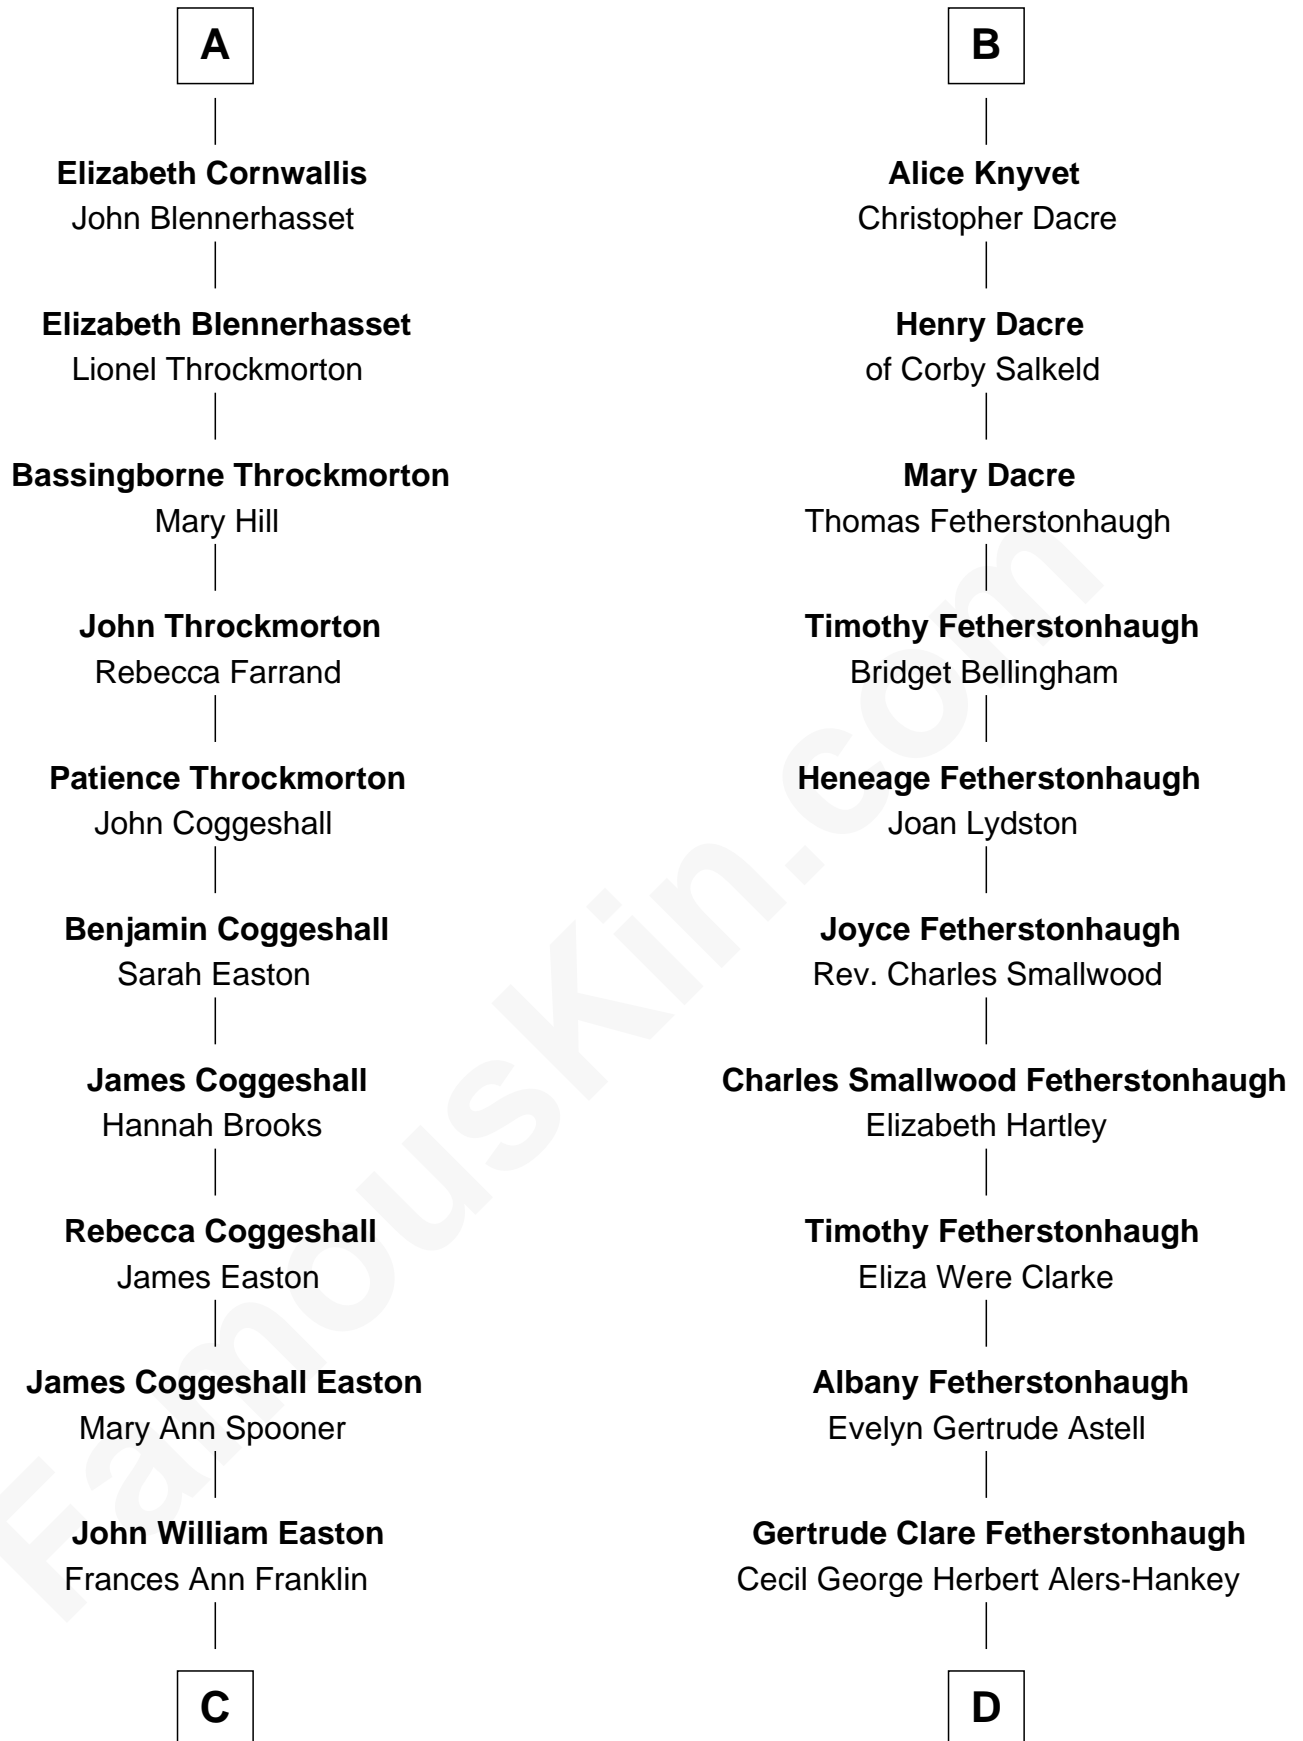 A
Elizabeth Cornwallis
John Blennerhasset
Elizabeth Blennerhasset
Lionel Throckmorton
Bassingborne Throckmorton
Mary Hill
John Throckmorton
Rebecca Farrand
Patience Throckmorton
John Coggeshall
Benjamin Coggeshall
Sarah Easton
James Coggeshall
Hannah Brooks
Rebecca Coggeshall
James Easton
James Coggeshall Easton
Mary Ann Spooner
John William Easton
Frances Ann Franklin
C
B
Alice Knyvet
Christopher Dacre
Henry Dacre
of Corby Salkeld
Mary Dacre
Thomas Fetherstonhaugh
Timothy Fetherstonhaugh
Bridget Bellingham
Heneage Fetherstonhaugh
Joan Lydston
Joyce Fetherstonhaugh
Rev. Charles Smallwood
Charles Smallwood Fetherstonhaugh
Elizabeth Hartley
Timothy Fetherstonhaugh
Eliza Were Clarke
Albany Fetherstonhaugh
Evelyn Gertrude Astell
Gertrude Clare Fetherstonhaugh
Cecil George Herbert Alers-Hankey
D
FamousKin.com